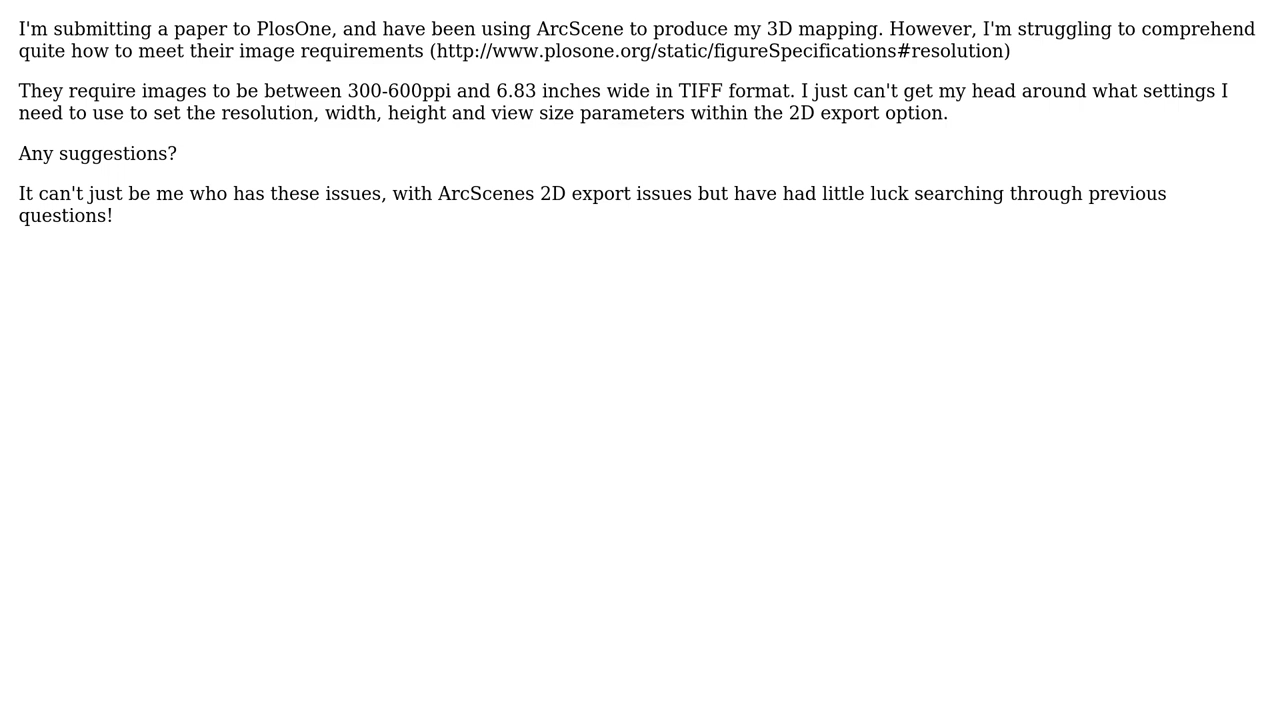 I'm submitting a paper to PlosOne, and have been using ArcScene to produce my 3D mapping. However, I'm struggling to comprehend
quite how to meet their image requirements (http://www.plosone.org/static/figureSpecifications#resolution)
They require images to be between 300-600ppi and 6.83 inches wide in TIFF format. I just can't get my head around what settings I
need to use to set the resolution, width, height and view size parameters within the 2D export option.
Any suggestions?
It can't just be me who has these issues, with ArcScenes 2D export issues but have had little luck searching through previous
questions!